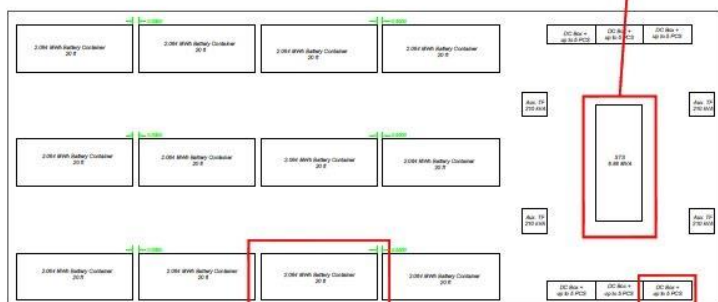 2.064 MWh Battery Container
20 ft
2.064 MWh Battery Container
20 ft
2.064 MWh Battery Container
20 ft
2.064 MWh Battery Container
20 ft
DC Box +
up to 5 PCS
DC Box +
up to 5 PCS
DC Box +
up to 5 PCS
Aux. TF
210 kVA
Aux. TF
210 kVA
2.064 MWh Battery Container
20 ft
2.064 MWh Battery Container
20 ft
2.064 MWh Battery Container
20 ft
2.064 MWh Battery Container
20 ft
STS
MVA
Aux. TF
210 kVA
Aux. TF
210 kVA
2.064 MWh Battery Container
20 ft
2.064 MWh Battery Container
20 ft
2.064 MWh Battery Container
20 ft
2.064 MWh Battery Container
20 ft
DC Box +
up to 5 PCS
DC Box +
up to 5 PCS
DC Box +
up to 5 PCS